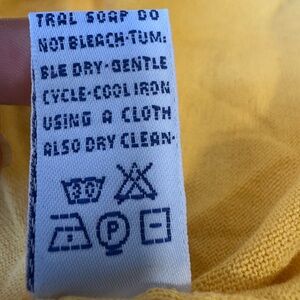 TRAL SOAP DO
NOT BLEACH-TUM:
BLE DRY-GENTLE
CYCLE-COOL IRON
USING A CLOTH
ALSO DRY CLEAN-
30
P